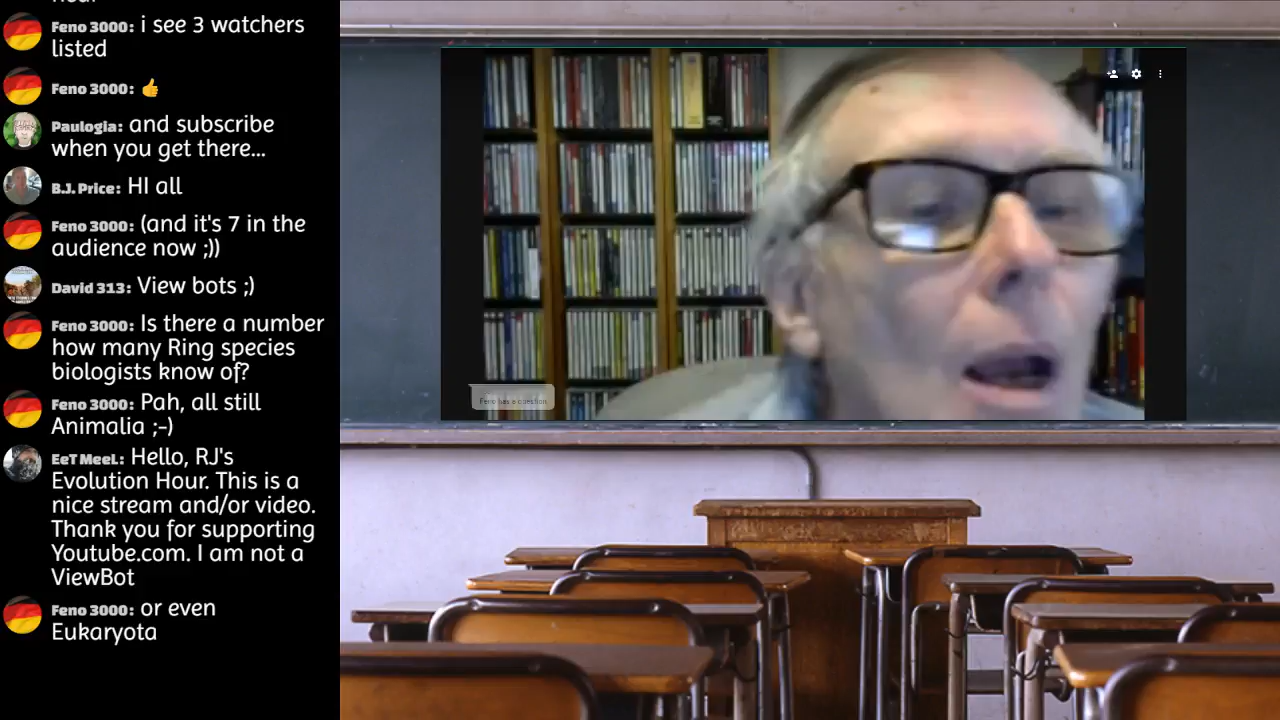 Feno 3000: i see 3 watchers
listed
Feno 3000: 👍
Paulogia: and subscribe
when you get there...
B.J. Price: HI all
Feno 3000: (and it's 7 in the
audience now ;))
David 313: View bots ;)
Feno 3000: Is there a number
how many Ring species
biologists know of?
Feno 3000: Pah, all still
Animalia ;-)
EeT MeeL: Hello, RJ's
Evolution Hour. This is a
nice stream and/or video.
Thank you for supporting
Youtube.com. I am not a
ViewBot
Feno 3000: or even
Eukaryota
Feno has a question